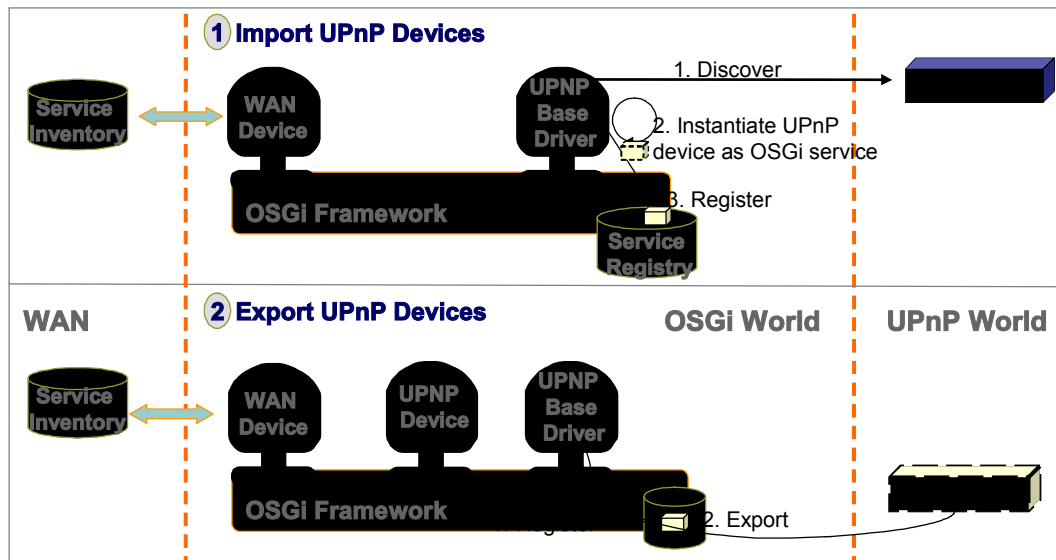 1 Import UPnP Devices
1. Discover
Service
Inventory
WAN
Device
UPNP
Base
Driver
2. Instantiate UPnP
device as OSGi service
3. Register
OSGi Framework
Service
Registry
2 Export UPnP Devices
WAN
OSGi World
UPnP World
Service
Inventory
WAN
Device
UPNP
Device
UPNP
Base
Driver
OSGi Framework
2. Export